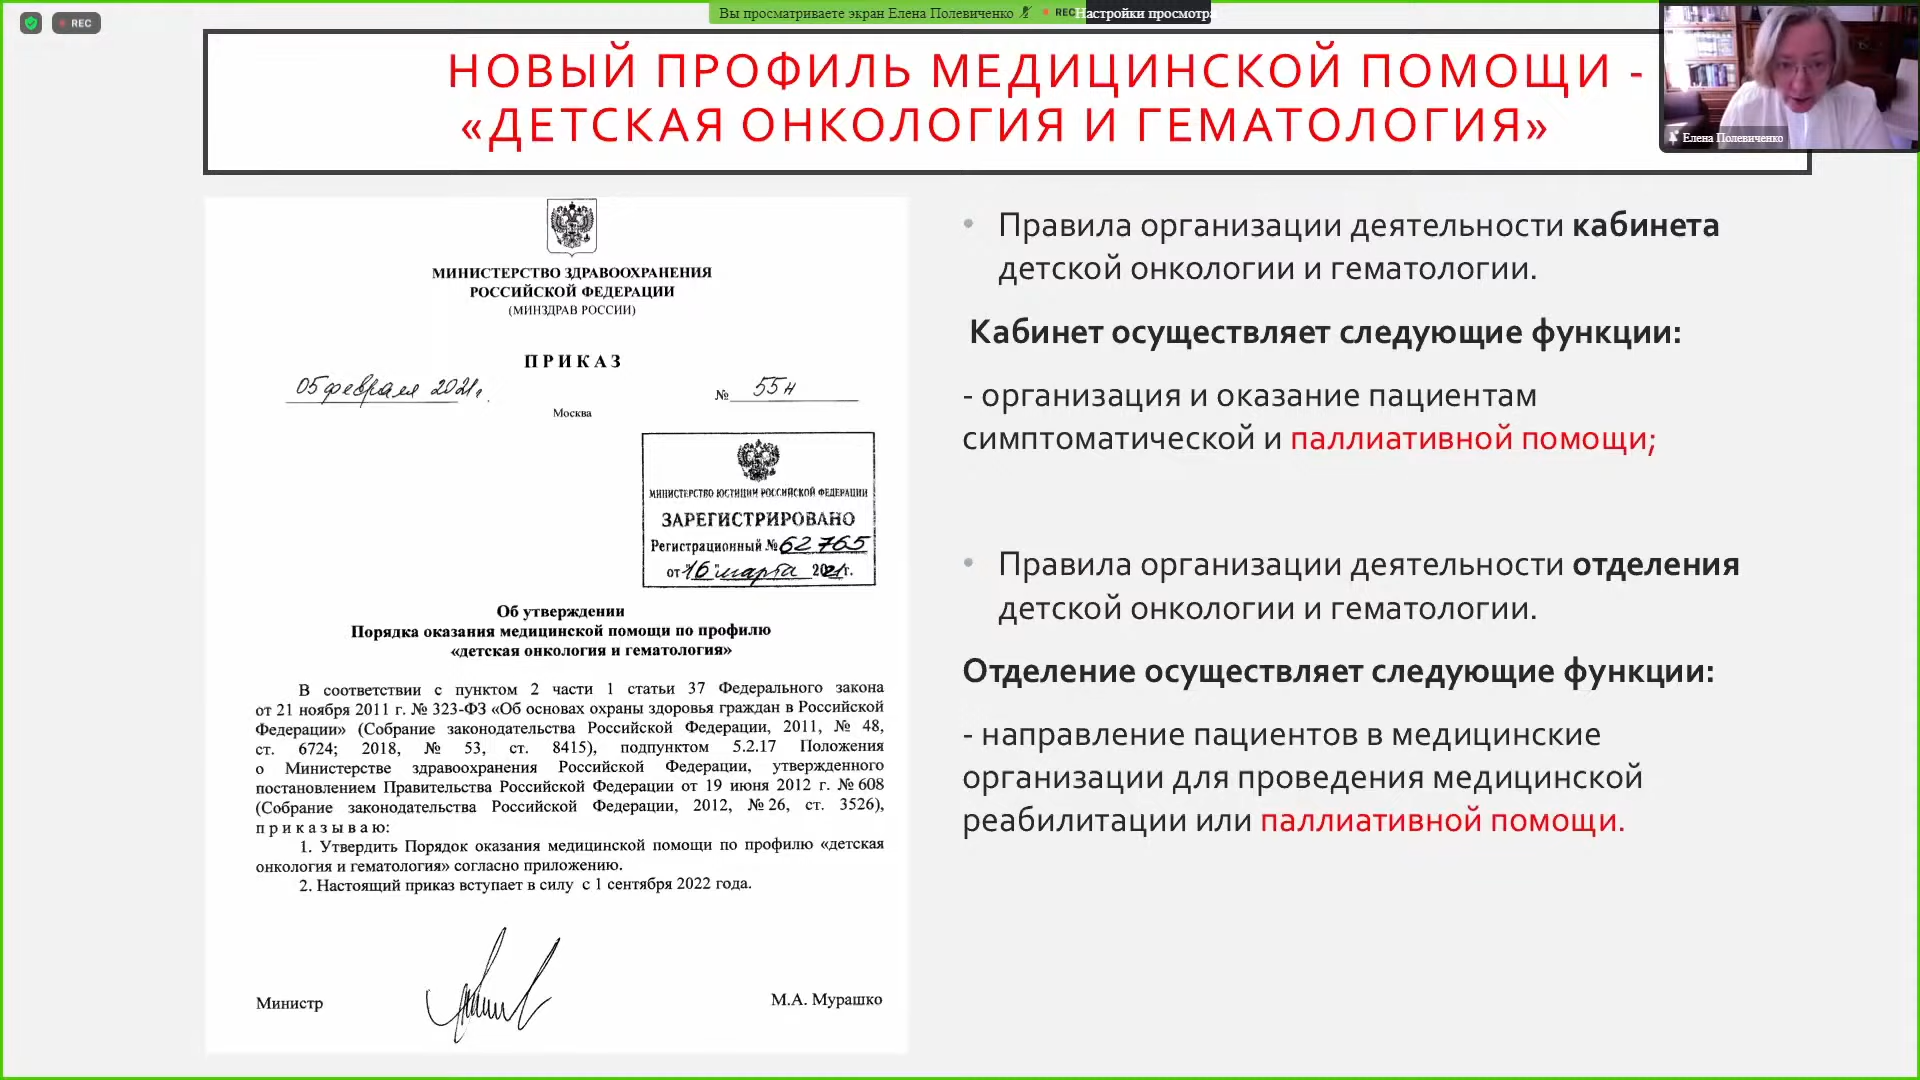 REC
Вы просматриваете экран Елена Полевиченко
REC
Настройки просмотра
НОВЫЙ ПРОФИЛЬ МЕДИЦИНСКОЙ ПОМОЩИ -
«ДЕТСКАЯ ОНКОЛОГИЯ И ГЕМАТОЛОГИЯ»
Елена Полевиченко
МИНИСТЕРСТВО ЗДРАВООХРАНЕНИЯ
РОССИЙСКОЙ ФЕДЕРАЦИИ
(МИНЗДРАВ РОССИИ)
ПРИКАЗ
05 февраля 2021 г.
№ 55н
Москва
МИНИСТЕРСТВО ЮСТИЦИИ РОССИЙСКОЙ ФЕДЕРАЦИИ
ЗАРЕГИСТРИРОВАНО
Регистрационный № 62765
от "16" марта 2021 г.
Об утверждении
Порядка оказания медицинской помощи по профилю
«детская онкология и гематология»
В соответствии с пунктом 2 части 1 статьи 37 Федерального закона
от 21 ноября 2011 г. № 323-ФЗ «Об основах охраны здоровья граждан в Российской
Федерации» (Собрание законодательства Российской Федерации, 2011, № 48,
ст. 6724; 2018, № 53, ст. 8415), подпунктом 5.2.17 Положения
о Министерстве здравоохранения Российской Федерации, утвержденного
постановлением Правительства Российской Федерации от 19 июня 2012 г. № 608
(Собрание законодательства Российской Федерации, 2012, № 26, ст. 3526),
приказываю:
1. Утвердить Порядок оказания медицинской помощи по профилю «детская
онкология и гематология» согласно приложению.
2. Настоящий приказ вступает в силу с 1 сентября 2022 года.
Министр
М.А. Мурашко
• Правила организации деятельности кабинета
детской онкологии и гематологии.
Кабинет осуществляет следующие функции:
- организация и оказание пациентам
симптоматической и паллиативной помощи;
• Правила организации деятельности отделения
детской онкологии и гематологии.
Отделение осуществляет следующие функции:
- направление пациентов в медицинские
организации для проведения медицинской
реабилитации или паллиативной помощи.